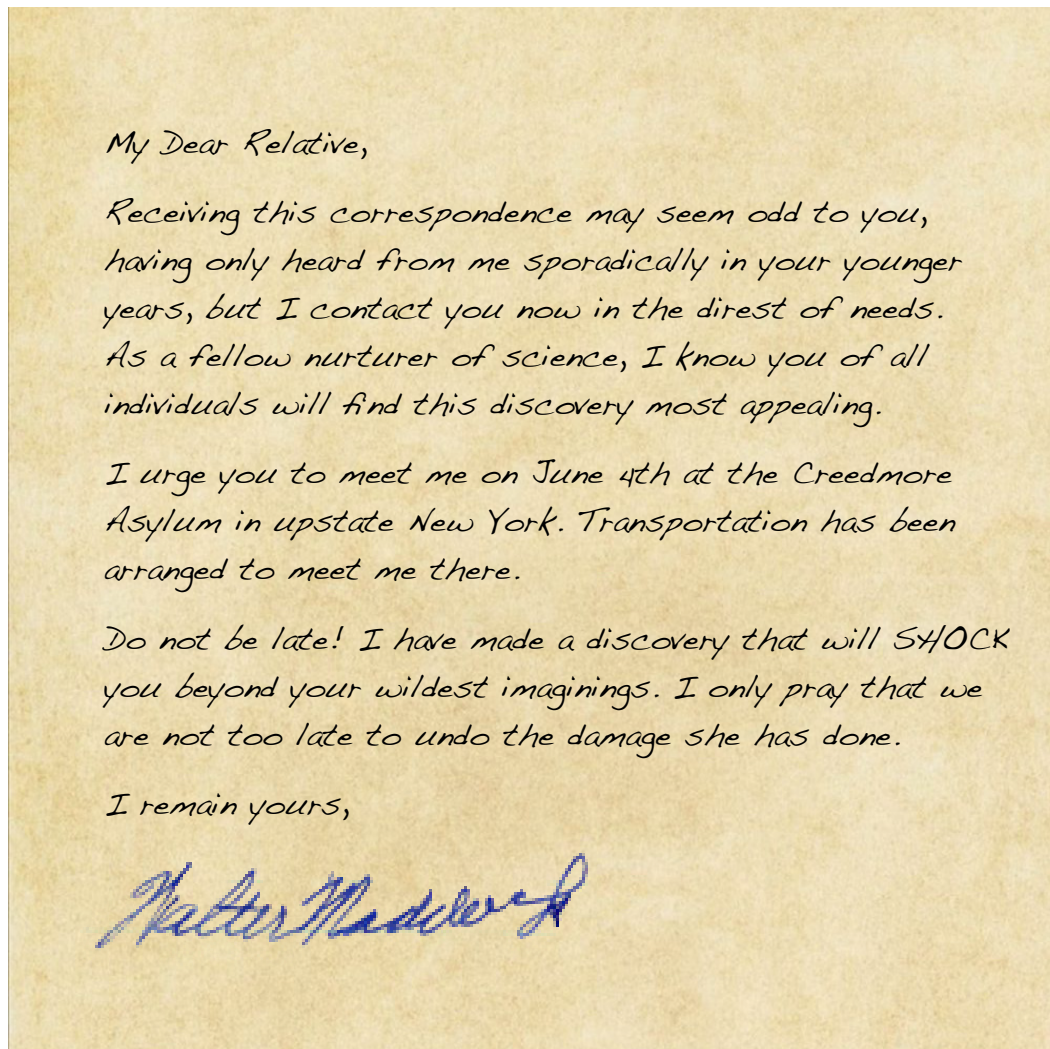 My Dear Relative,
Receiving this correspondence may seem odd to you,
having only heard from me sporadically in your younger
years, but I contact you now in the direst of needs.
As a fellow nurturer of science, I know you of all
individuals will find this discovery most appealing.
I urge you to meet me on June 4th at the Creedmore
Asylum in upstate New York. Transportation has been
arranged to meet me there.
Do not be late! I have made a discovery that will SHOCK
you beyond your wildest imaginings. I only pray that we
are not too late to undo the damage she has done.
I remain yours,
Walter